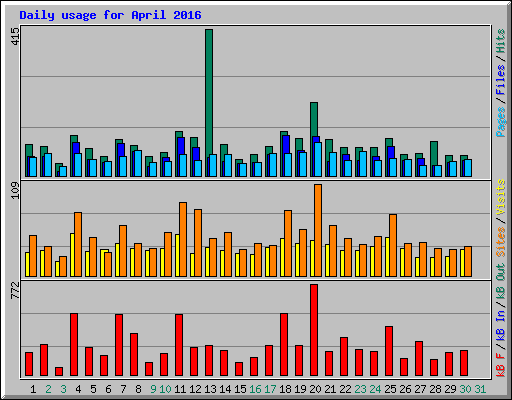 Daily usage for April 2016
415
Pages / Files / Hits
109
Visits / Sites
772
kB F / kB In / kB Out
1 2 3 4 5 6 7 8 9 10 11 12 13 14 15 16 17 18 19 20 21 22 23 24 25 26 27 28 29 30 31